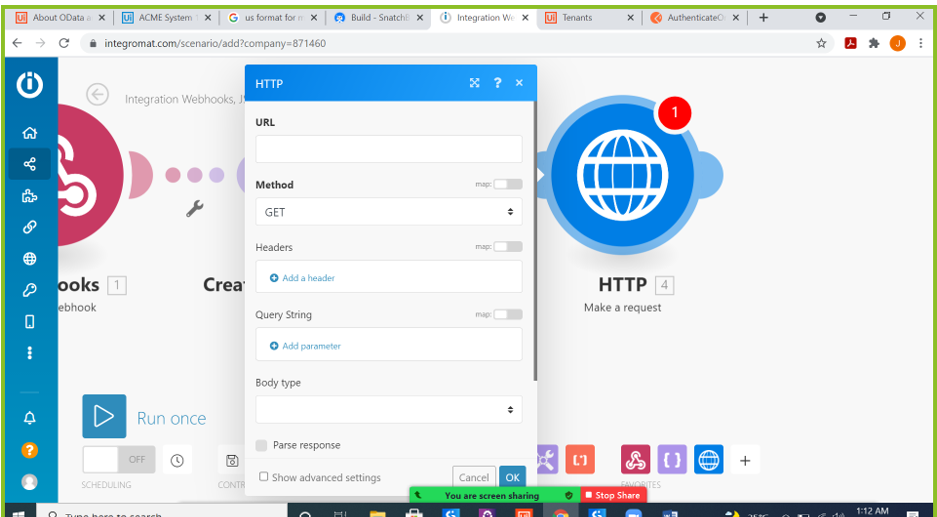 About OData a
ACME System 1
us format for m
Build - Snatch
Integration We
Tenants
AuthenticateO
integromat.com/scenario/add?company=871460
Integration Webhooks, J
HTTP
URL
Method
map:
GET
Headers
map:
Add a header
Query String
map:
Add parameter
Body type
Parse response
Show advanced settings
Cancel
OK
ooks 1
ebhook
Crea
1
HTTP 4
Make a request
Run once
OFF
SCHEDULING
CONTR
FAVORITES
You are screen sharing
Stop Share
Type here to search
1:12 AM